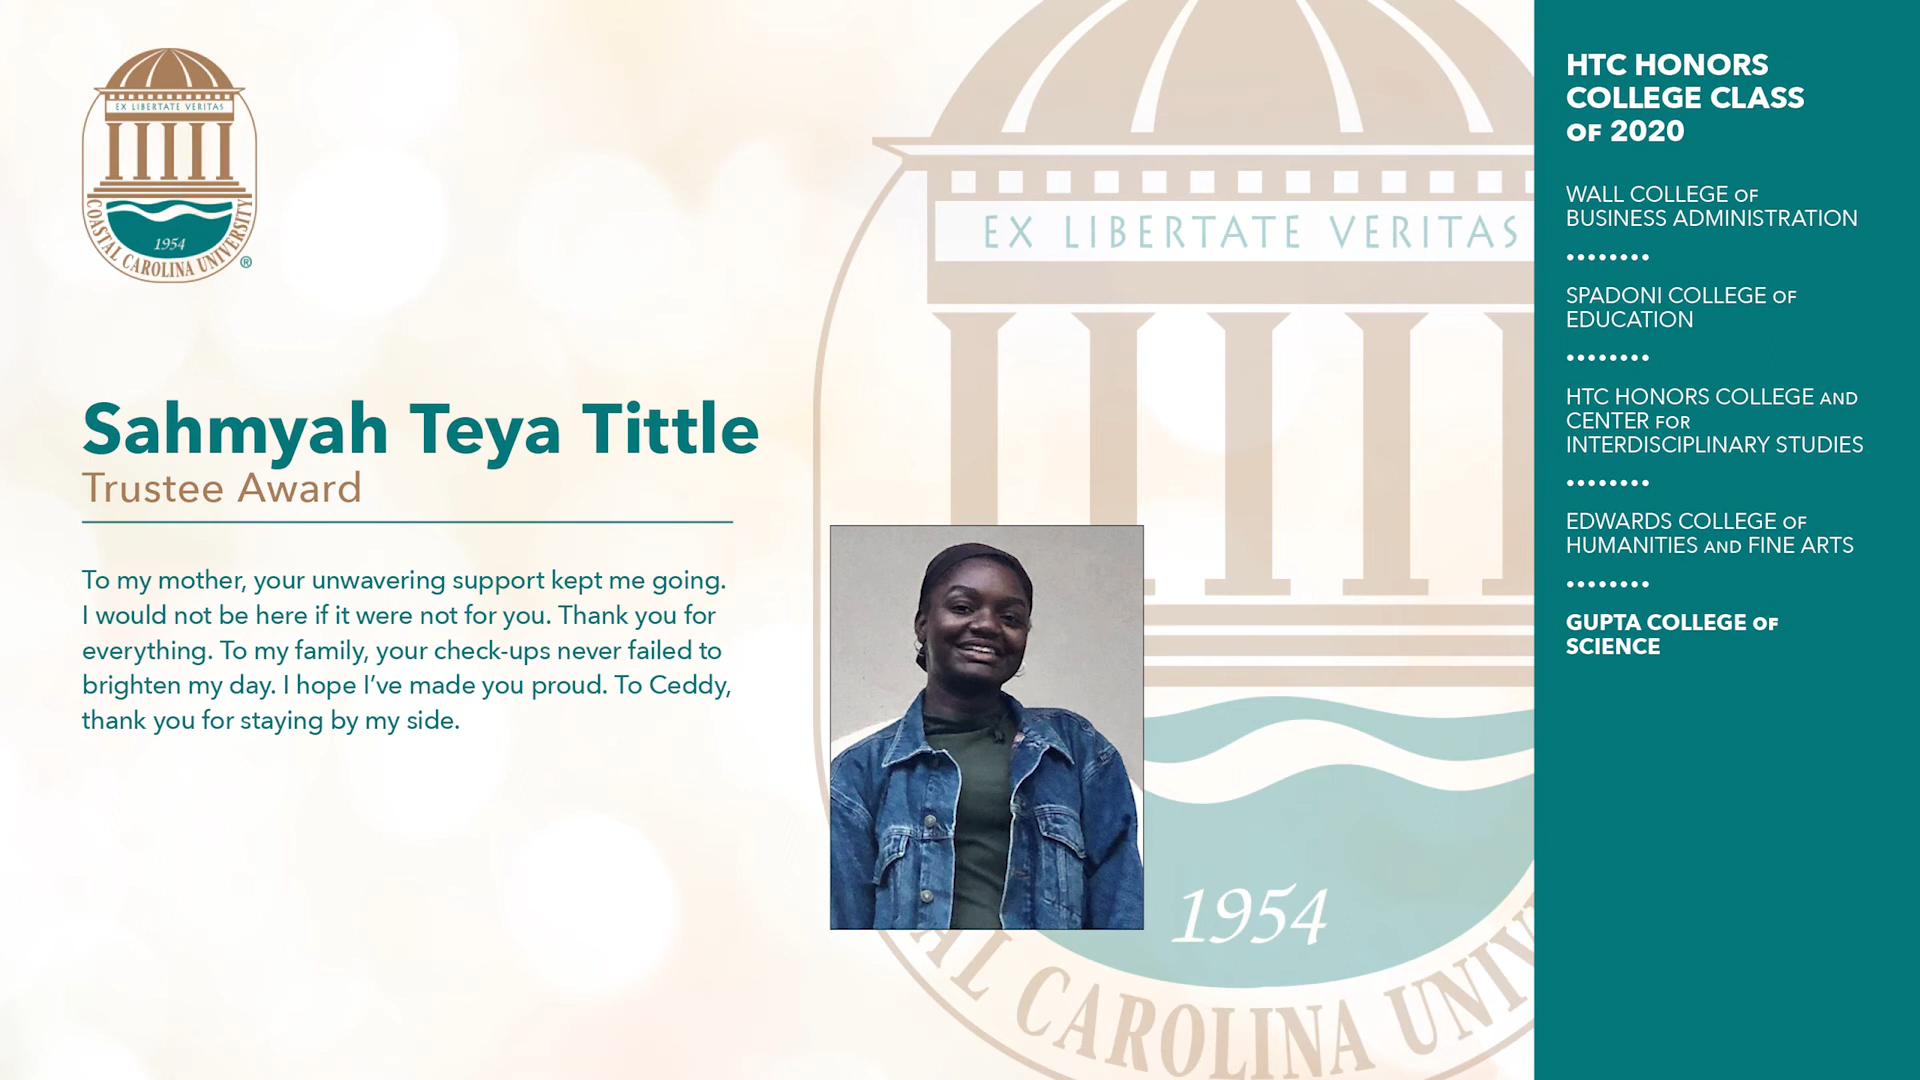 EX LIBERTATE VERITAS
1954
COASTAL CAROLINA UNIVERSITY®
Sahmyah Teya Tittle
Trustee Award
To my mother, your unwavering support kept me going.
I would not be here if it were not for you. Thank you for
everything. To my family, your check-ups never failed to
brighten my day. I hope I’ve made you proud. To Ceddy,
thank you for staying by my side.
EX LIBERTATE VERITAS
1954
AL CAROLINA UNIV
HTC HONORS
COLLEGE CLASS
OF 2020
WALL COLLEGE OF
BUSINESS ADMINISTRATION
SPADONI COLLEGE OF
EDUCATION
HTC HONORS COLLEGE AND
CENTER FOR
INTERDISCIPLINARY STUDIES
EDWARDS COLLEGE OF
HUMANITIES AND FINE ARTS
GUPTA COLLEGE OF
SCIENCE